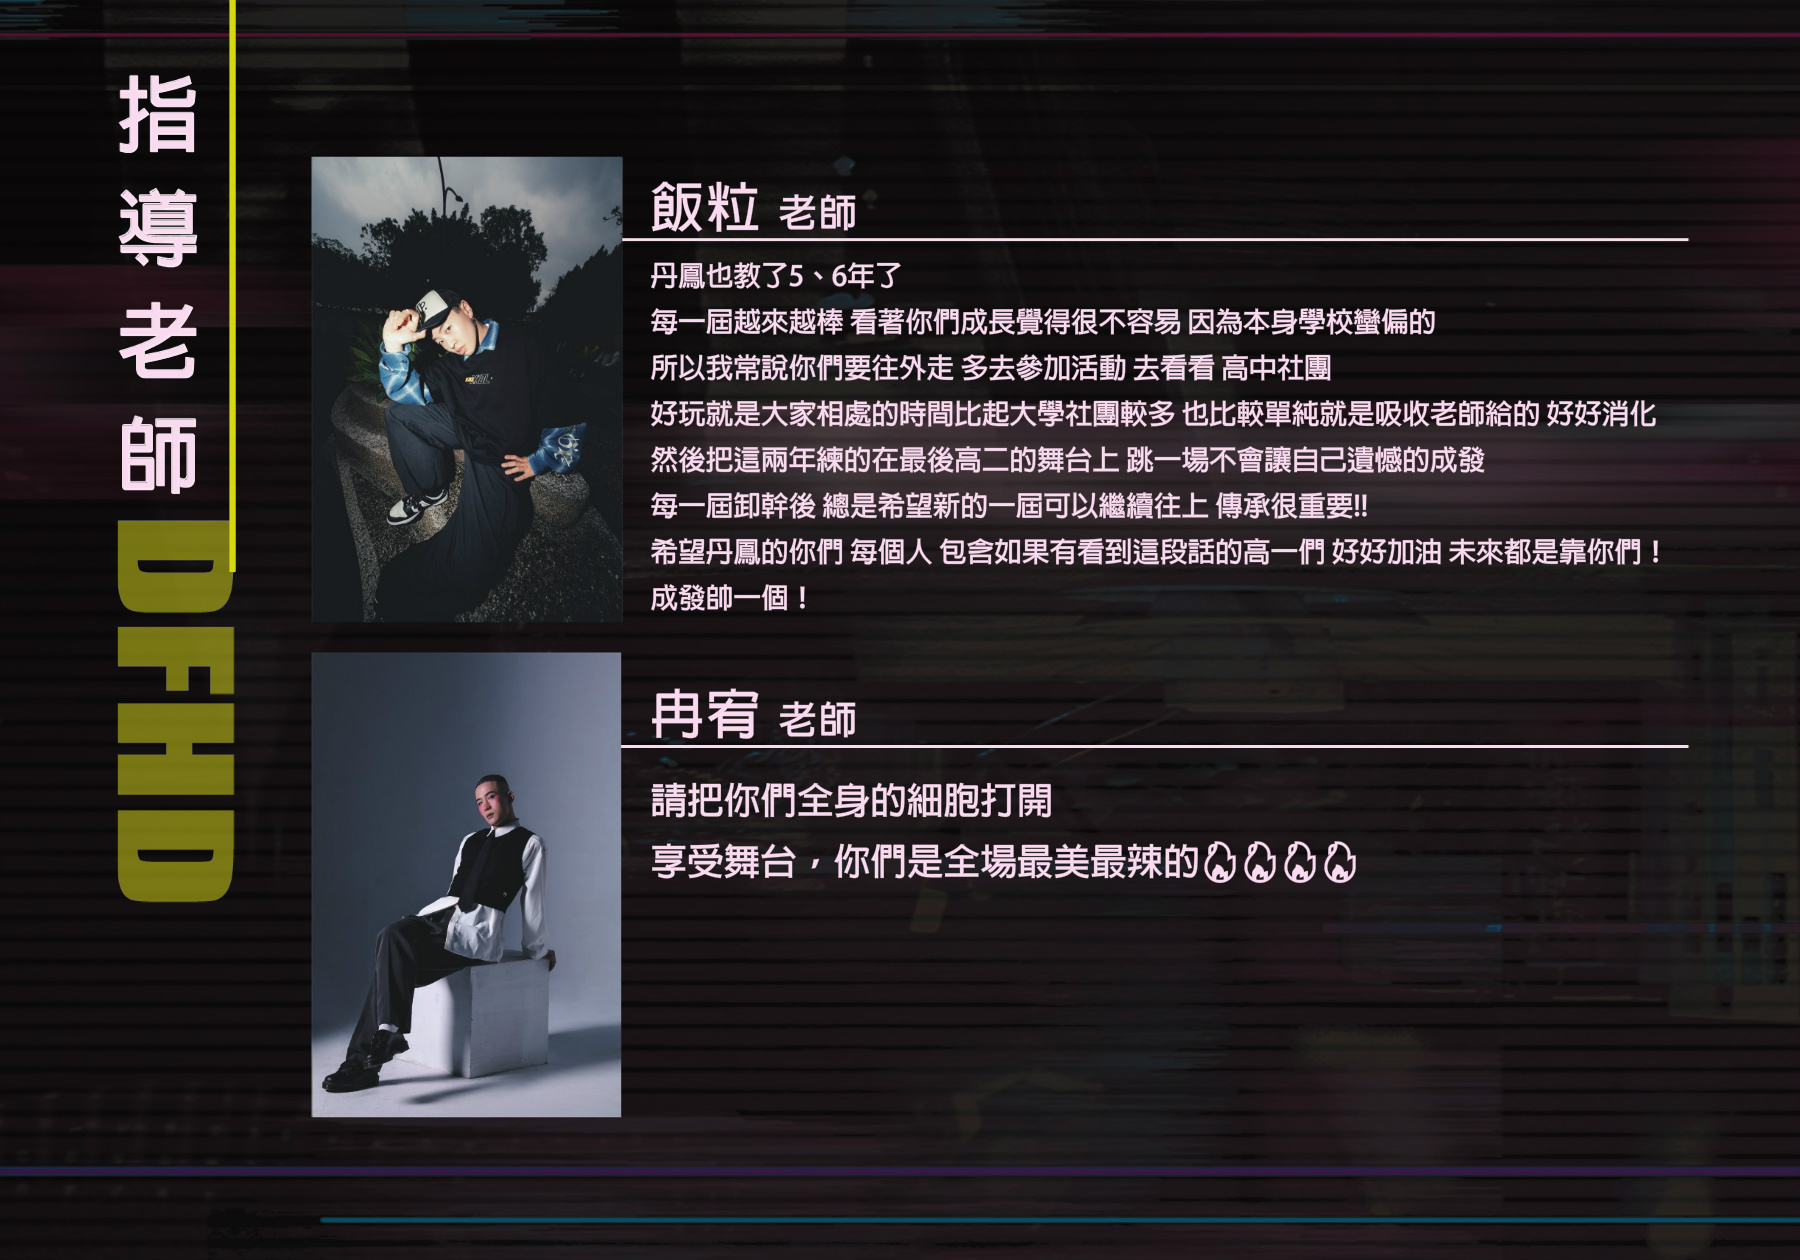 指導老師
DFHD
飯粒 老師
丹鳳也教了5、6年了
每一屆越來越棒 看著你們成長覺得很不容易 因為本身學校蠻偏的
所以我常說你們要往外走 多去參加活動 去看看 高中社團
好玩就是大家相處的時間比起大學社團較多 也比較單純就是吸收老師給的 好好消化
然後把這兩年練的在最後高二的舞台上 跳一場不會讓自己遺憾的成發
每一屆卸幹後 總是希望新的一屆可以繼續往上 傳承很重要!!
希望丹鳳的你們 每個人 包含如果有看到這段話的高一們 好好加油 未來都是靠你們！
成發帥一個！
冉宥 老師
請把你們全身的細胞打開
享受舞台，你們是全場最美最辣的🔥🔥🔥🔥